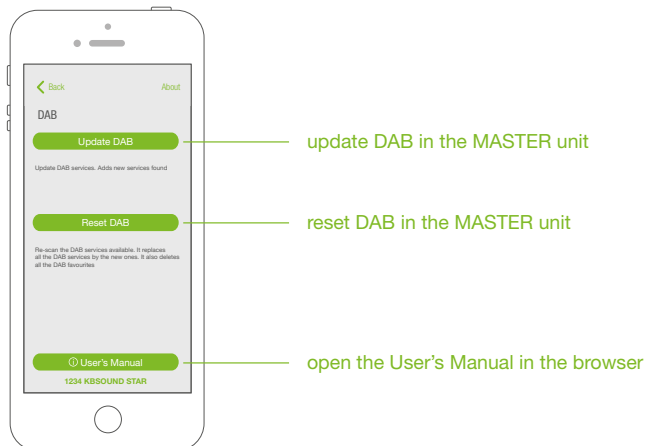 Back About
DAB
Update DAB
update DAB in the MASTER unit
Update DAB services. Adds new services found
Reset DAB
reset DAB in the MASTER unit
Re-scan the DAB services available. It replaces
all the DAB services by the new ones. It also deletes
all the DAB favourites
User's Manual
open the User's Manual in the browser
1234 KBSOUND STAR